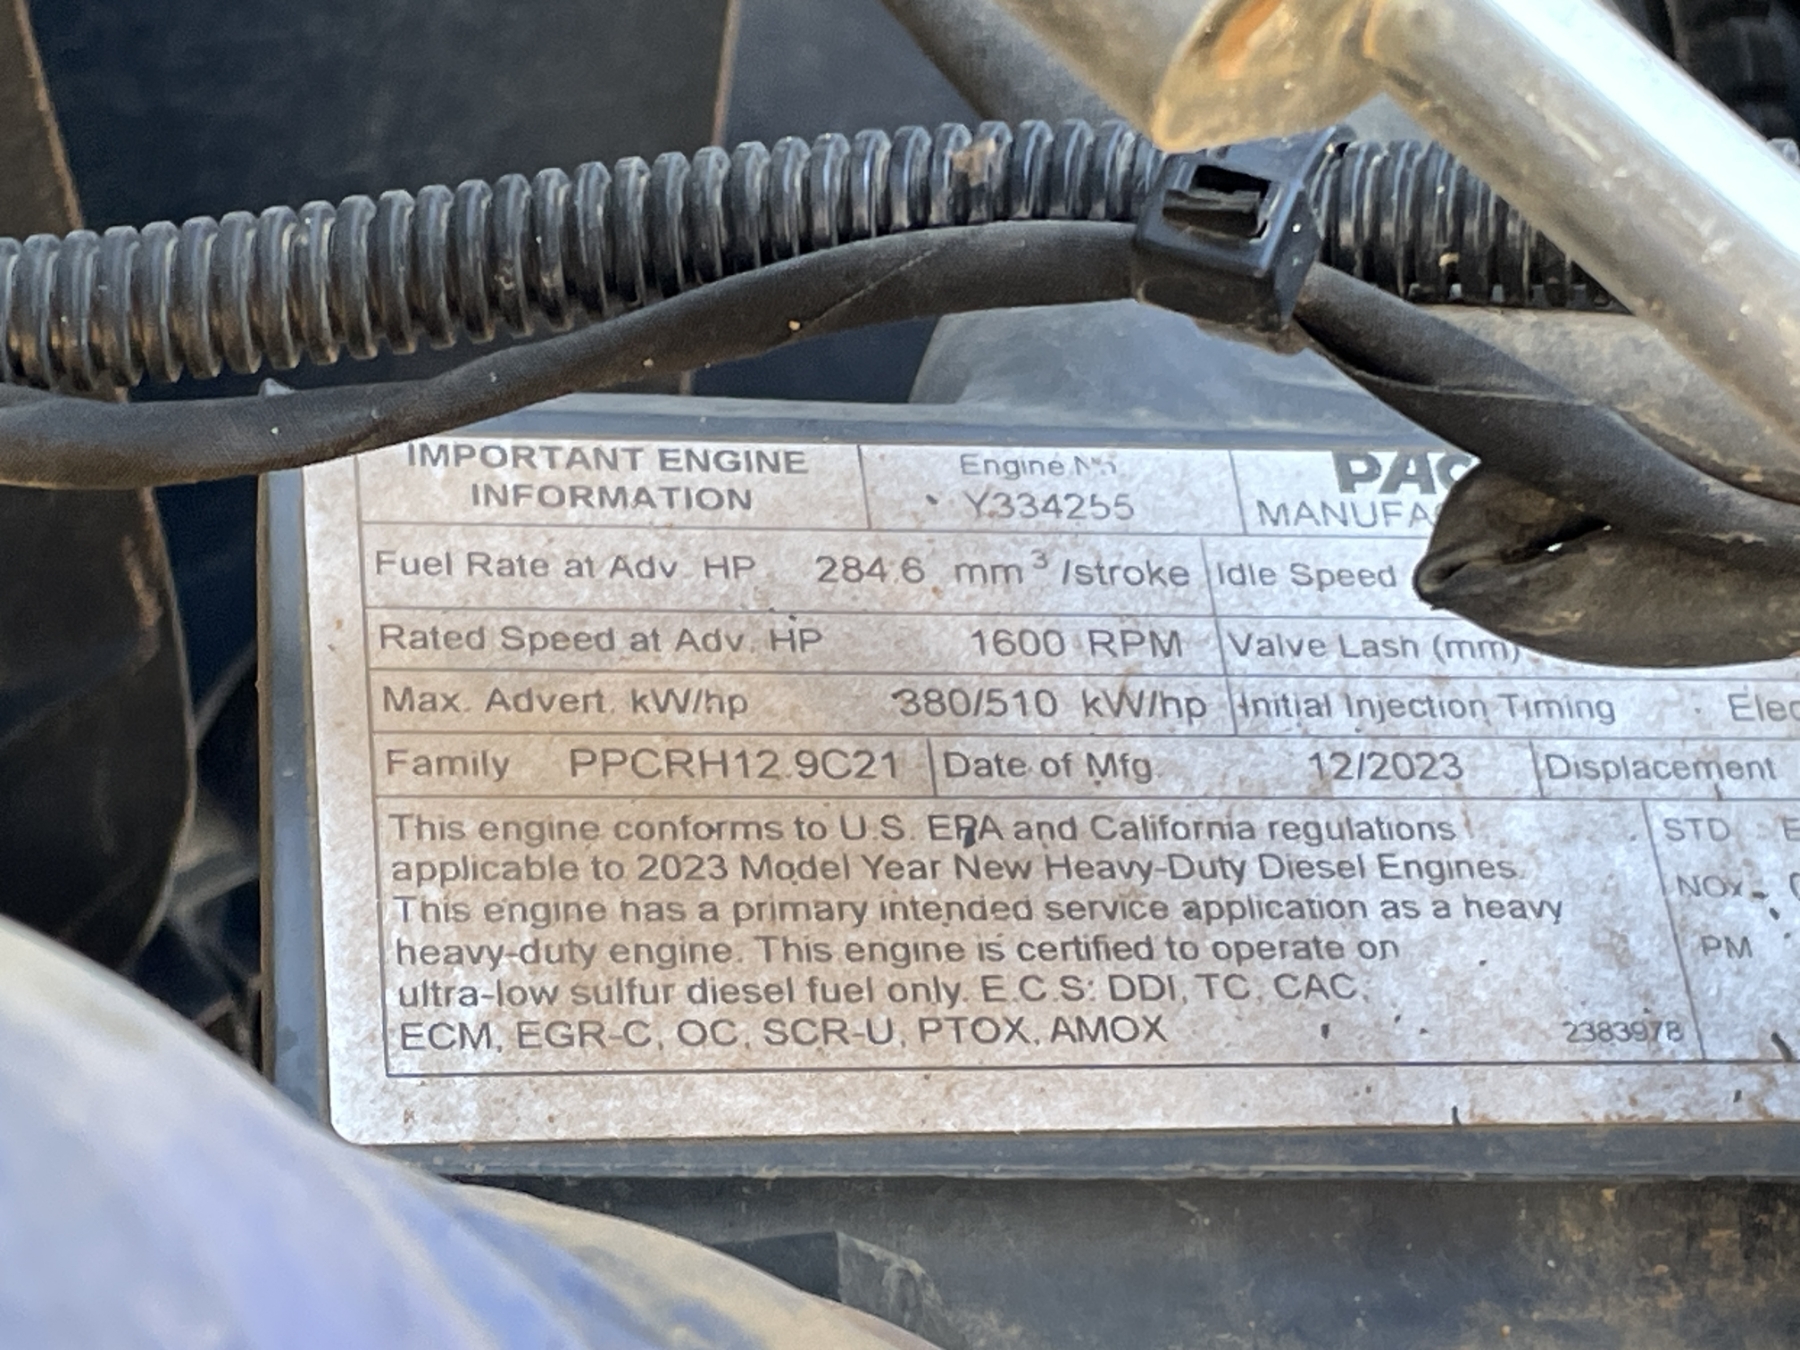 IMPORTANT ENGINE
INFORMATION
Engine
Y334255
MANUFA
Fuel Rate at Adv. HP 284.6 mm³/stroke
Idle Speed
Rated Speed at Adv. HP 1600 RPM
Valve Lash (mm)
Max. Advert. kW/hp 380/510 kW/hp
Initial Injection Timing Elec
Family PPCRH12.9C21
Date of Mfg. 12/2023
Displacement
This engine conforms to U.S. EPA and California regulations
applicable to 2023 Model Year New Heavy-Duty Diesel Engines.
This engine has a primary intended service application as a heavy
heavy-duty engine. This engine is certified to operate on
ultra-low sulfur diesel fuel only. E.C.S: DDI, TC, CAC,
ECM, EGR-C, OC, SCR-U, PTOX, AMOX
2383978
STD
NOx
PM